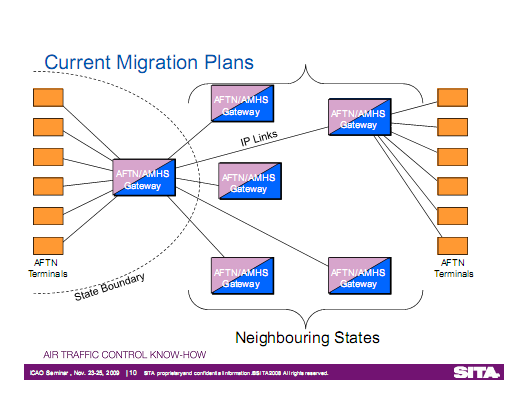 Current Migration Plans
AFTN/AMHS
Gateway
AFTN/AMHS
Gateway
IP Links
AFTN/AMHS
Gateway
AFTN/AMHS
Gateway
AFTN
Terminals
AFTN
Terminals
State Boundary
AFTN/AMHS
Gateway
AFTN/AMHS
Gateway
Neighbouring States
AIR TRAFFIC CONTROL KNOW-HOW
ICAO Seminar , Nov. 23-25, 2009 | 10 SITA proprietary and confidential information.©SITA 2008 All rights reserved.
SITA